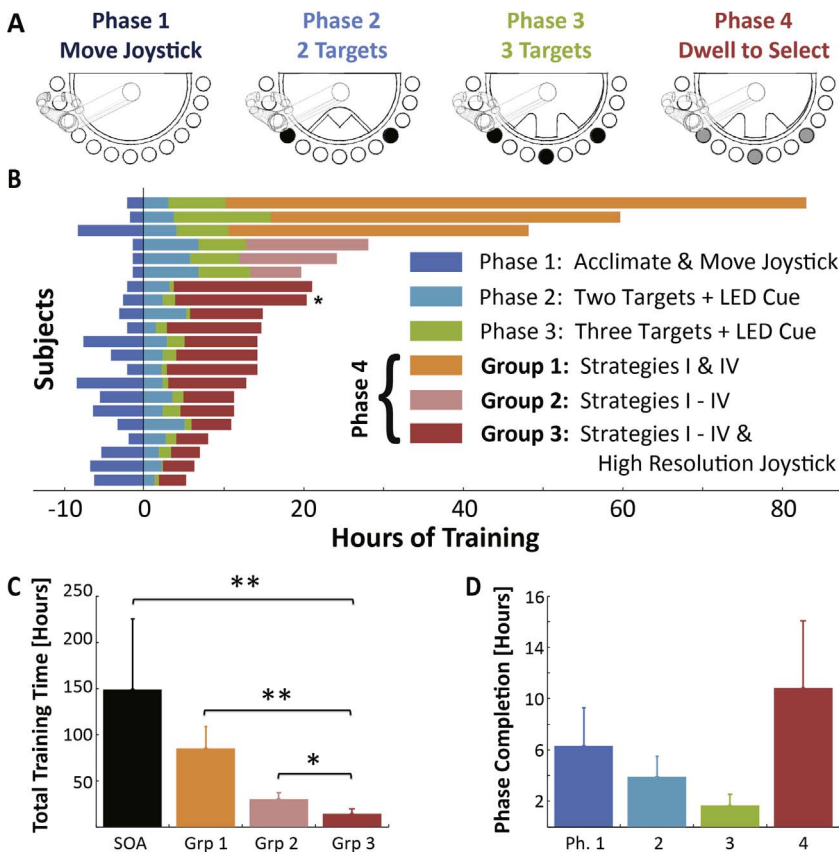 A
Phase 1
Move Joystick
Phase 2
2 Targets
Phase 3
3 Targets
Phase 4
Dwell to Select
B
Subjects
*
Phase 1: Acclimate & Move Joystick
Phase 2: Two Targets + LED Cue
Phase 3: Three Targets + LED Cue
Phase 4
{
Group 1: Strategies I & IV
Group 2: Strategies I - IV
Group 3: Strategies I - IV &
High Resolution Joystick
-10 0 20 40 60 80
Hours of Training
C
Total Training Time [Hours]
250
200
150
100
50
**
**
*
SOA Grp 1 Grp 2 Grp 3
D
Phase Completion [Hours]
16
14
10
6
2
Ph. 1 2 3 4